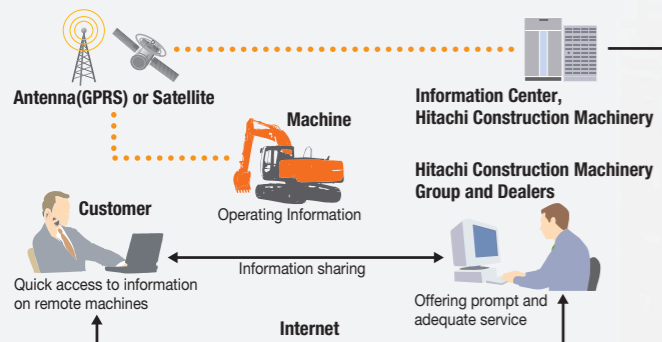 Antenna(GPRS) or Satellite
Information Center,
Hitachi Construction Machinery
Machine
Operating Information
Hitachi Construction Machinery
Group and Dealers
Customer
Quick access to information
on remote machines
Information sharing
Offering prompt and
adequate service
Internet